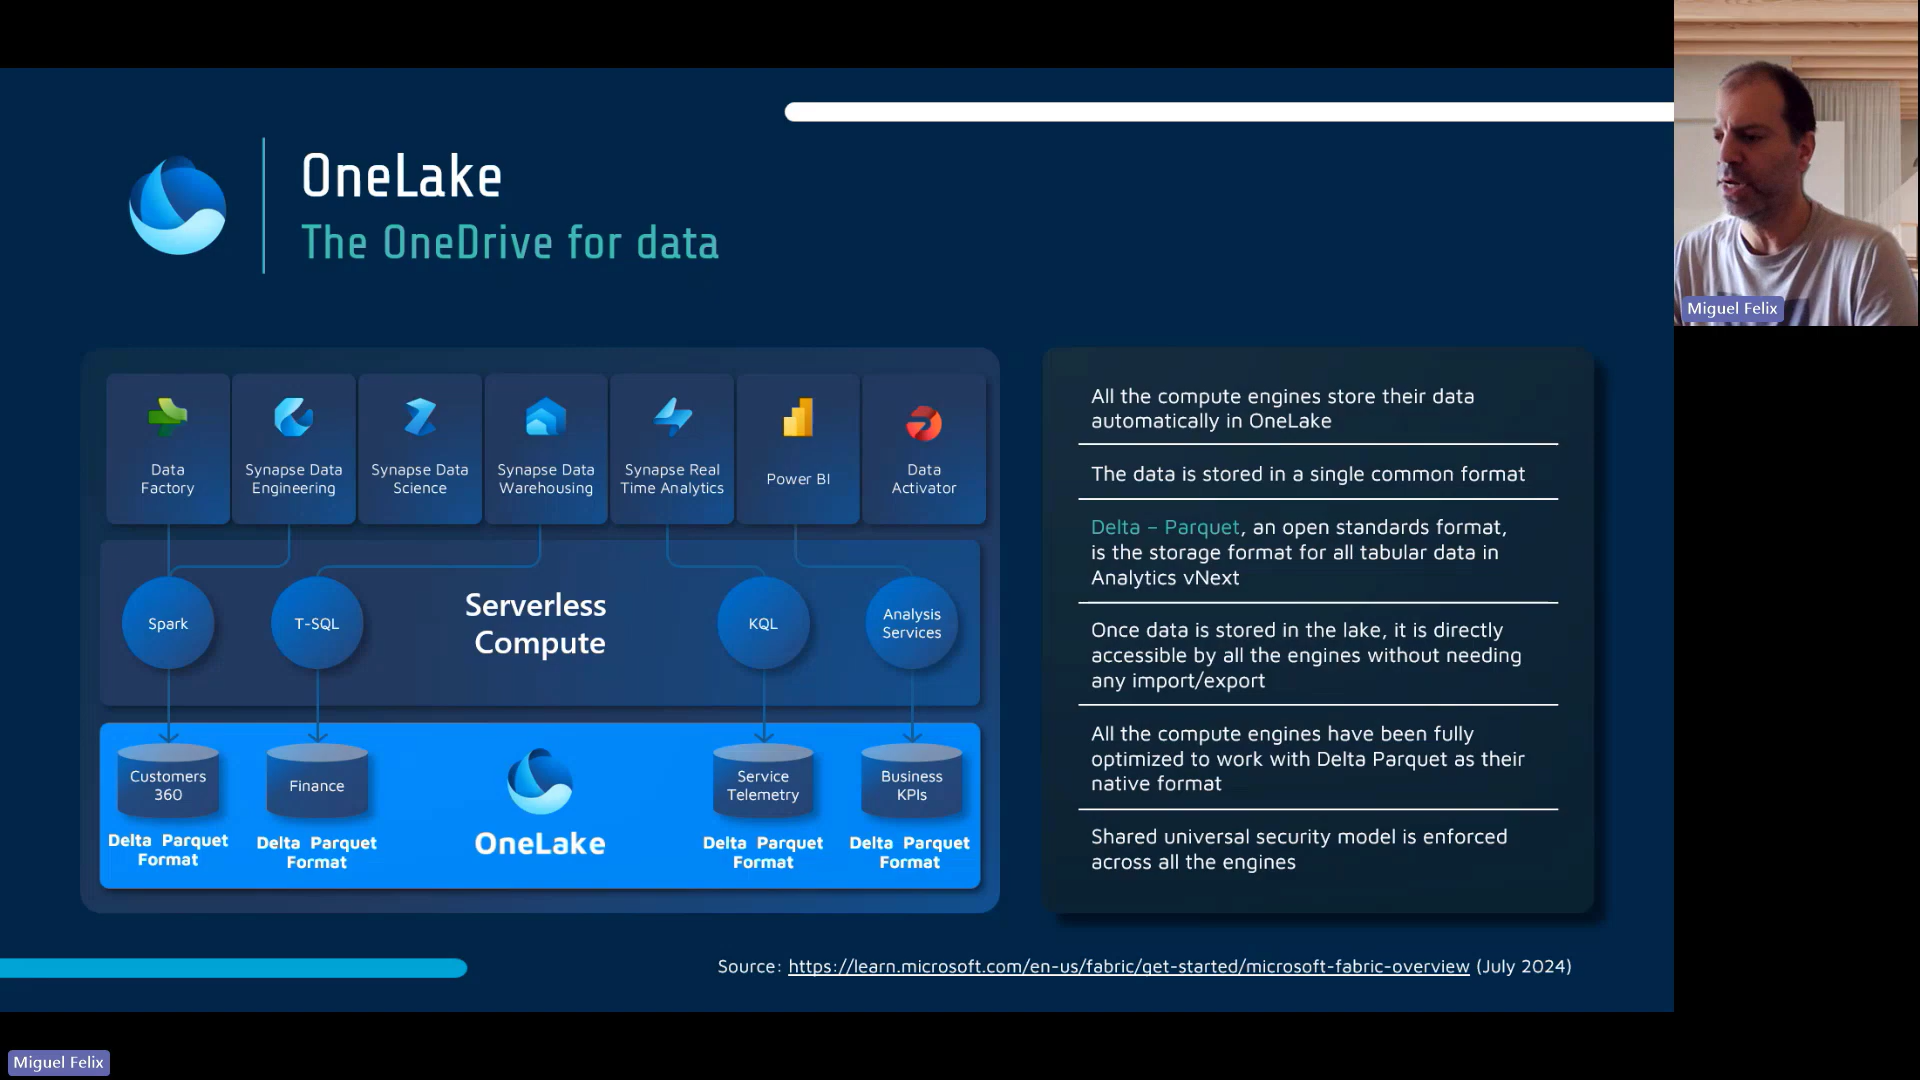 OneLake
The OneDrive for data
Miguel Felix
Data
Factory
Synapse Data
Engineering
Synapse Data
Science
Synapse Data
Warehousing
Synapse Real
Time Analytics
Power BI
Data
Activator
Spark
T-SQL
Serverless
Compute
KQL
Analysis
Services
Customers
360
Finance
Service
Telemetry
Business
KPIs
Delta Parquet
Format
Delta Parquet
Format
OneLake
Delta Parquet
Format
Delta Parquet
Format
All the compute engines store their data
automatically in OneLake
The data is stored in a single common format
Delta – Parquet, an open standards format,
is the storage format for all tabular data in
Analytics vNext
Once data is stored in the lake, it is directly
accessible by all the engines without needing
any import/export
All the compute engines have been fully
optimized to work with Delta Parquet as their
native format
Shared universal security model is enforced
across all the engines
Source: https://learn.microsoft.com/en-us/fabric/get-started/microsoft-fabric-overview (July 2024)
Miguel Felix